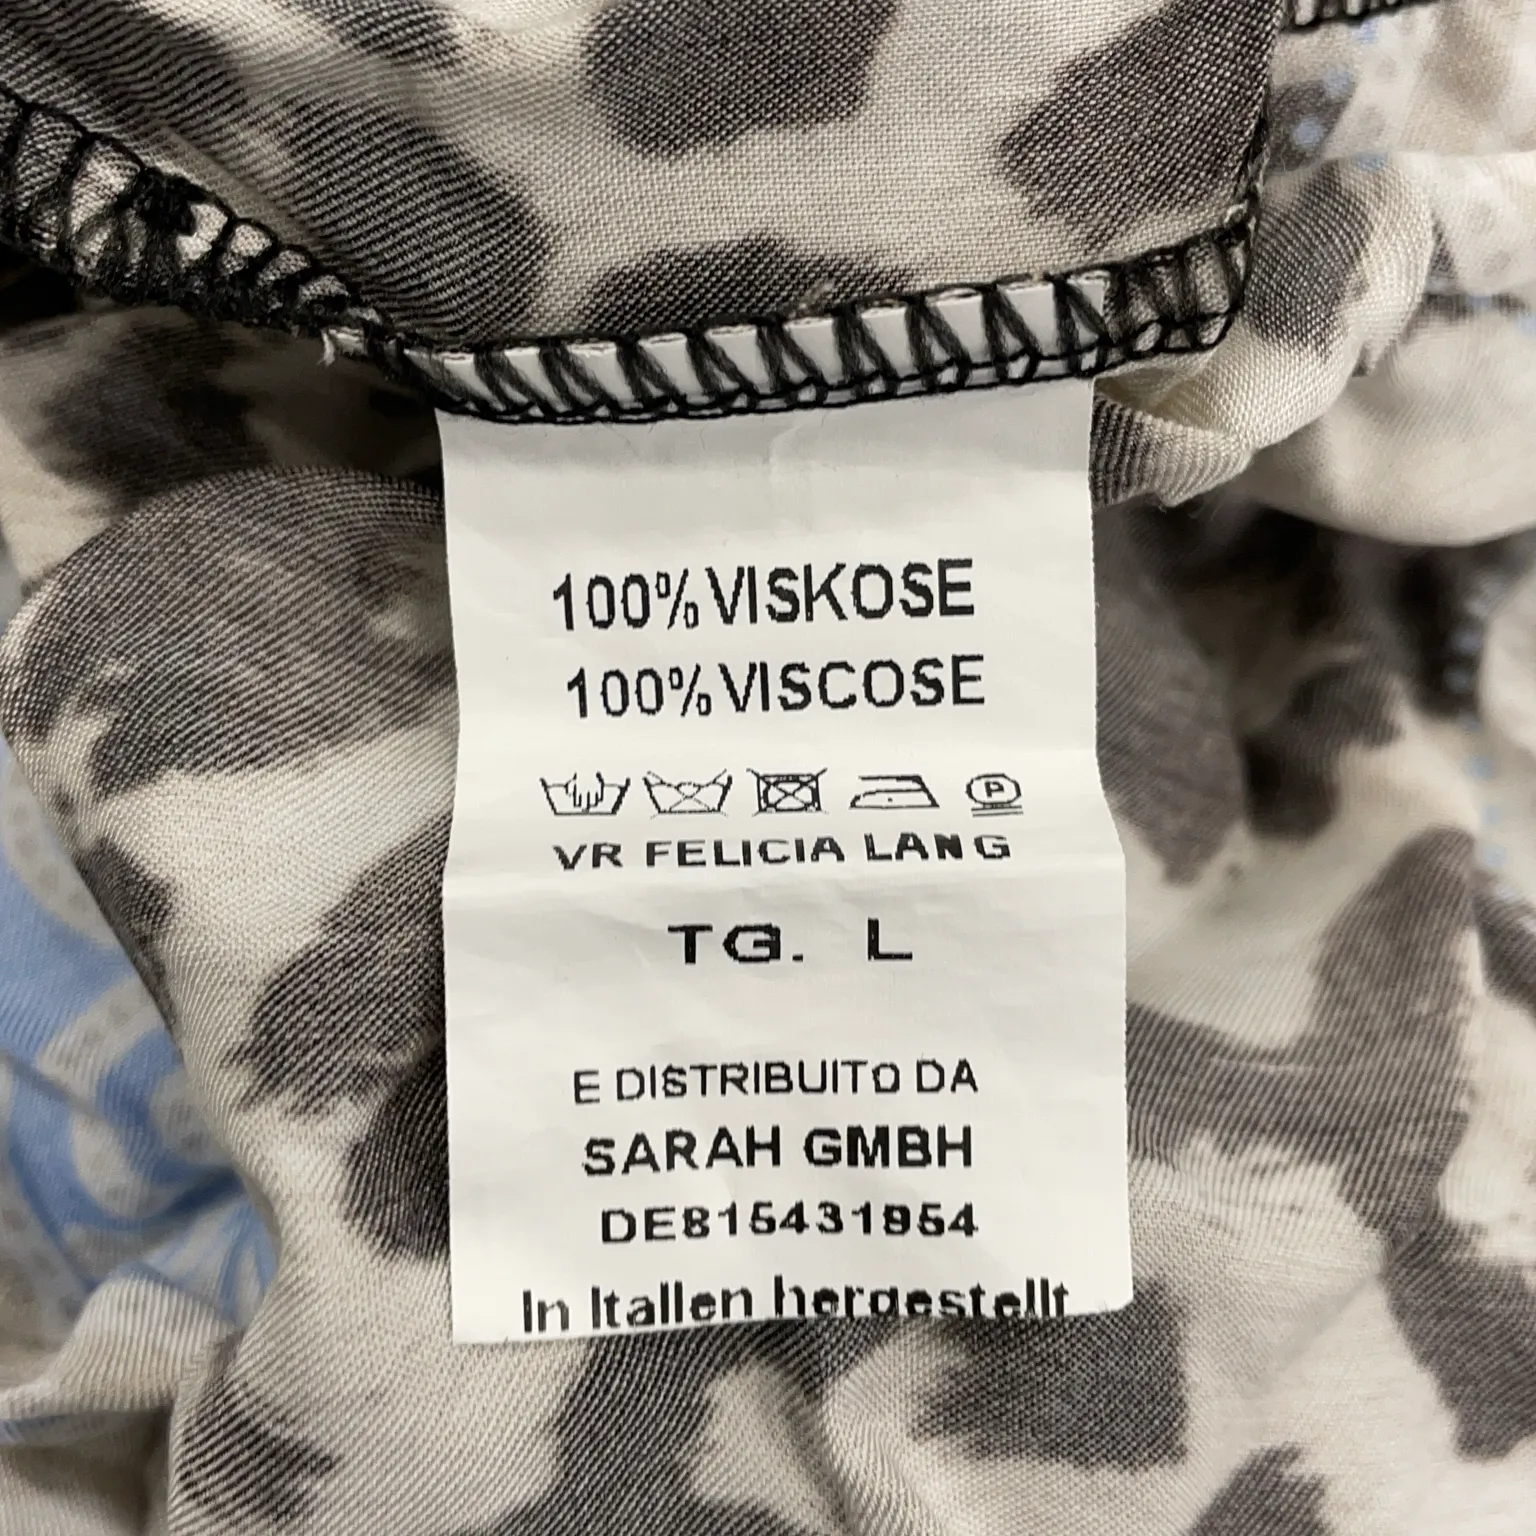 100% VISKOSE
100% VISCOSE
P
VR FELICIA LANG
TG. L
E DISTRIBUITO DA
SARAH GMBH
DE815431954
In Itallen hergestellt